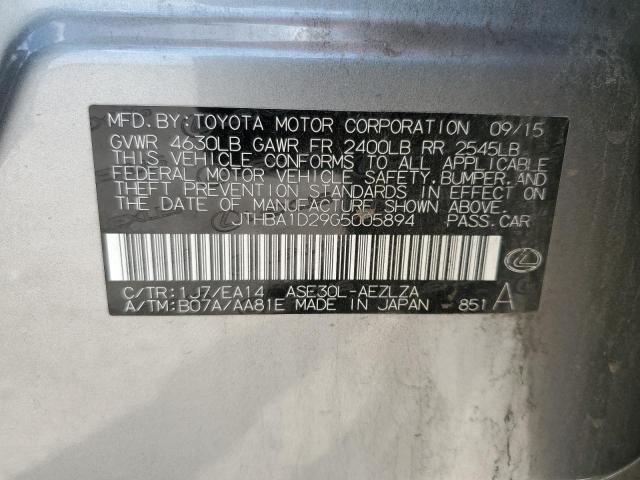 MFD. BY: TOYOTA MOTOR CORPORATION 09/15
GVWR 4630LB GAWR FR 2400LB RR 2545LB
THIS VEHICLE CONFORMS TO ALL APPLICABLE
FEDERAL MOTOR VEHICLE SAFETY, BUMPER, AND
THEFT PREVENTION STANDARDS IN EFFECT ON
THE DATE OF MANUFACTURE SHOWN ABOVE.
JTHBA1D29G5005894 PASS. CAR
C/TR: 1J7/EA14 ASE30L-AEZLZA
A/TM: B07A/AA81E MADE IN JAPAN 851 A